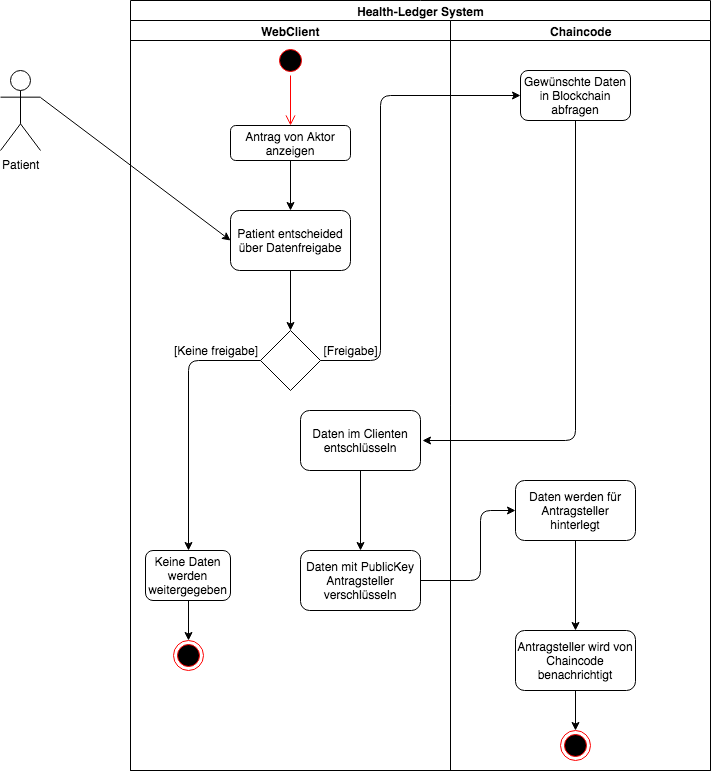 Health-Ledger System
WebClient
Chaincode
Patient
Antrag von Aktor
anzeigen
Patient entscheided
über Datenfreigabe
[Keine freigabe]
[Freigabe]
Gewünschte Daten
in Blockchain
abfragen
Daten im Clienten
entschlüsseln
Keine Daten
werden
weitergegeben
Daten mit PublicKey
Antragsteller
verschlüsseln
Daten werden für
Antragsteller
hinterlegt
Antragsteller wird von
Chaincode
benachrichtigt